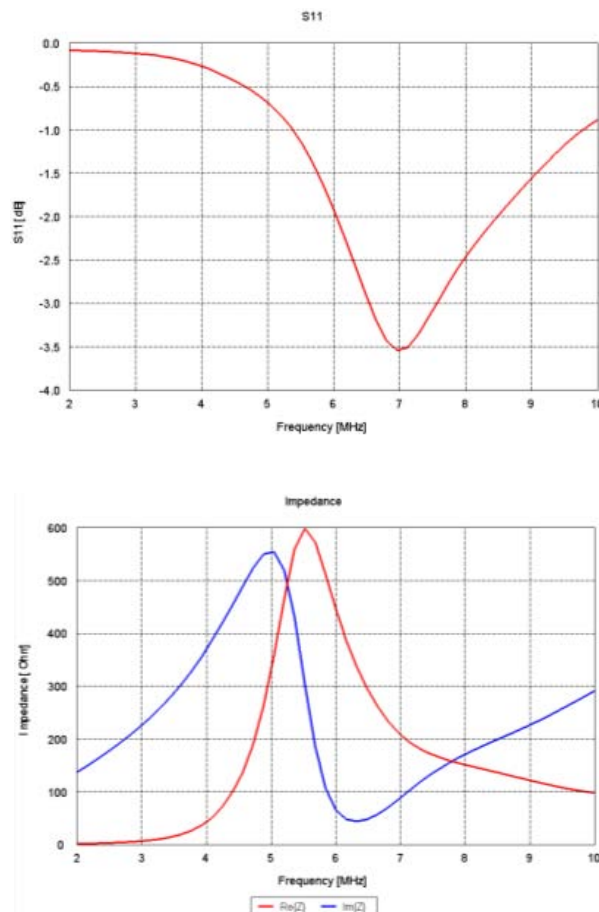 S11
0.0
-0.5
-1.0
-1.5
-2.0
-2.5
-3.0
-3.5
-4.0
S11 [dB]
2 3 4 5 6 7 8 9 10
Frequency [MHz]
Impedance
600
500
400
300
200
100
0
Impedance [Ohm]
2 3 4 5 6 7 8 9 10
Frequency [MHz]
Re[Z] Im[Z]